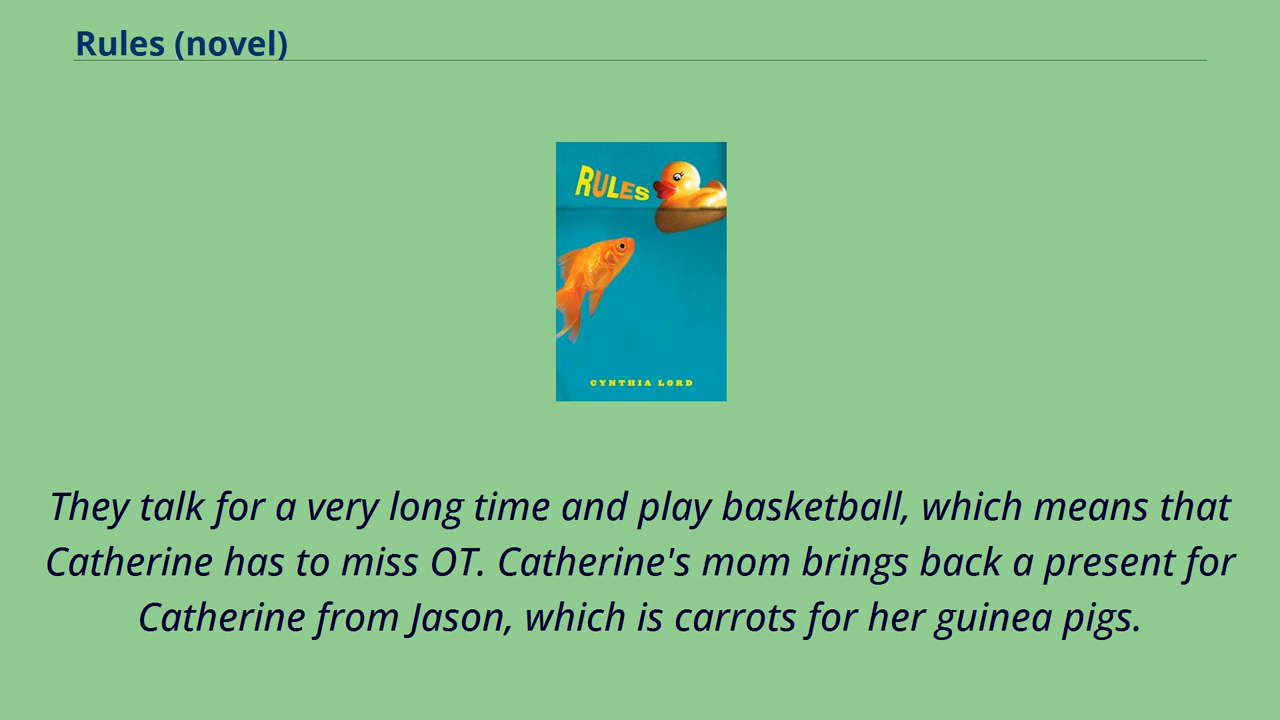 Rules (novel)
RULES
CYNTHIA LORD
They talk for a very long time and play basketball, which means that
Catherine has to miss OT. Catherine's mom brings back a present for
Catherine from Jason, which is carrots for her guinea pigs.